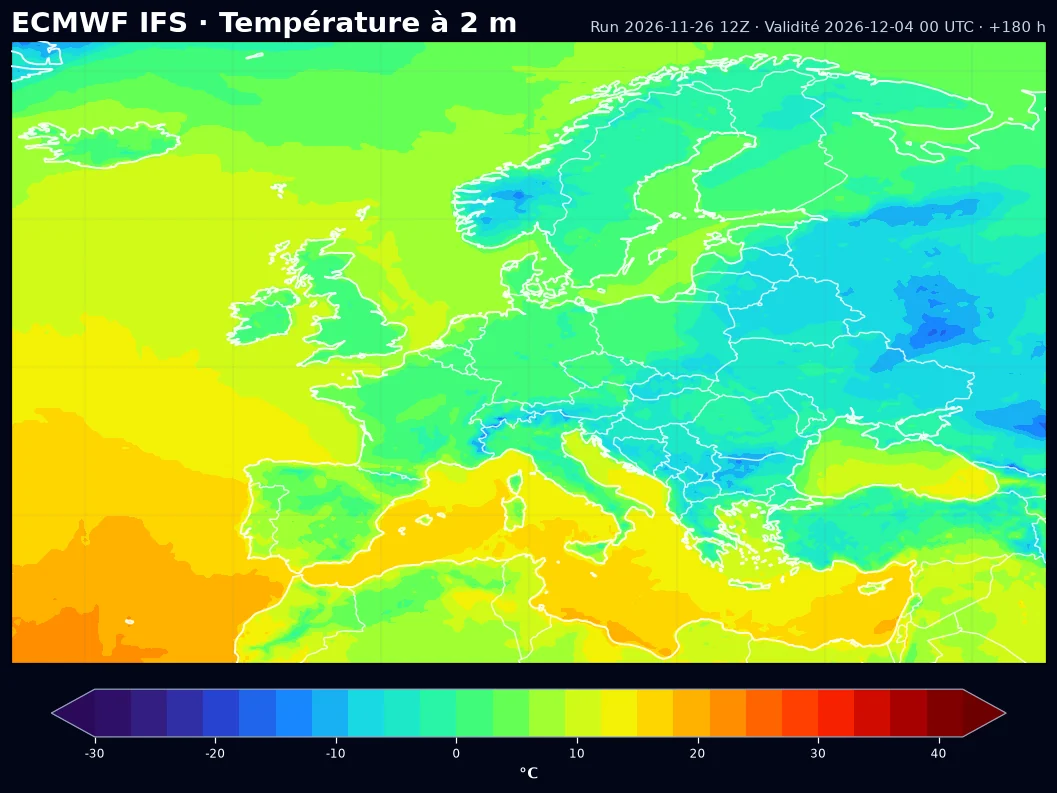 ECMWF IFS · Température à 2 m
Run 2026-11-26 12Z · Validité 2026-12-04 00 UTC · +180 h
-30 -20 -10 0 10 20 30 40
°C